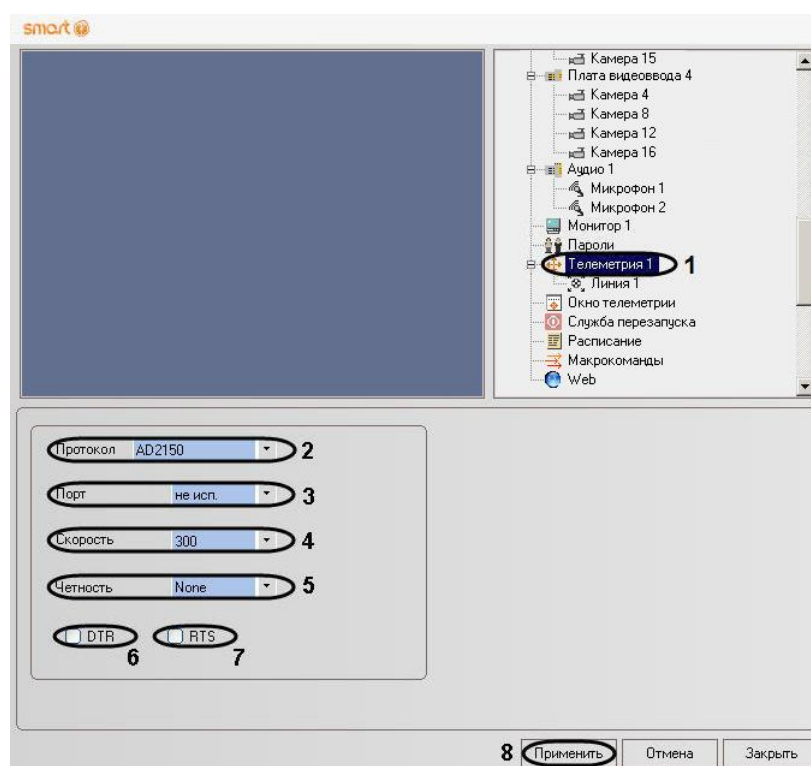 smart
Камера 15
Плата видеоввода 4
Камера 4
Камера 8
Камера 12
Камера 16
Аудио 1
Микрофон 1
Микрофон 2
Монитор 1
Пароли
Телеметрия 1 1
Линия 1
Окно телеметрии
Служба перезапуска
Расписание
Макрокоманды
Web
Протокол AD2150 2
Порт не исп. 3
Скорость 300 4
Четность None 5
DTR RTS
6 7
8 Применить Отмена Закрыть